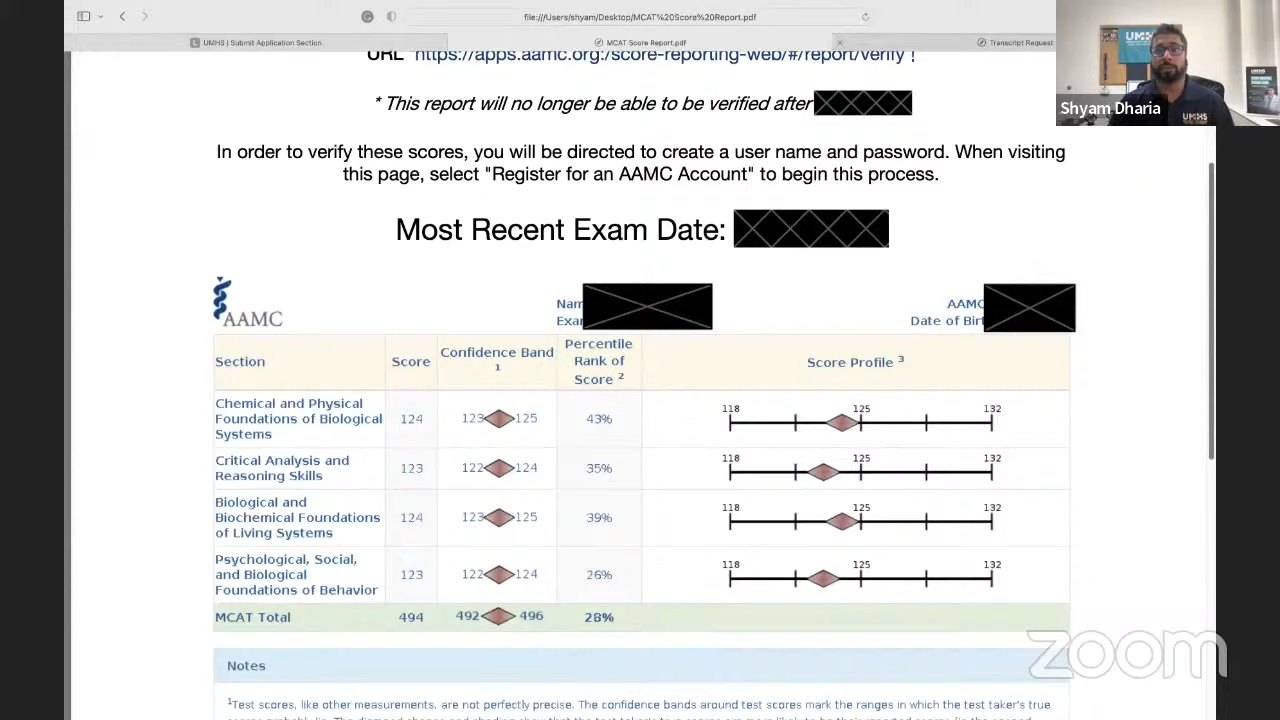 file:///Users/shyam/Desktop/MCAT%20Score%20Report.pdf
UMHS | Submit Application Section
MCAT Score Report.pdf
Transcript Request
URL https://apps.aamc.org:/score-reporting-web/#/report/verify !
* This report will no longer be able to be verified after
In order to verify these scores, you will be directed to create a user name and password. When visiting
this page, select "Register for an AAMC Account" to begin this process.
Most Recent Exam Date:
AAMC
AAMC
Date of
Section Score Confidence Band 1 Percentile Rank of Score 2 Score Profile 3
Chemical and Physical
Foundations of Biological
Systems
124 123 125 43% 118 125 132
Critical Analysis and
Reasoning Skills
123 122 124 35% 118 125 132
Biological and
Biochemical Foundations
of Living Systems
124 123 125 39% 118 125 132
Psychological, Social,
and Biological
Foundations of Behavior
123 122 124 26% 118 125 132
MCAT Total 494 492 496 28%
Notes
1Test scores, like other measurements, are not perfectly precise. The confidence bands around test scores mark the ranges in which the test taker's true
UMHS
Shyam Dharia
UMHS
zoom